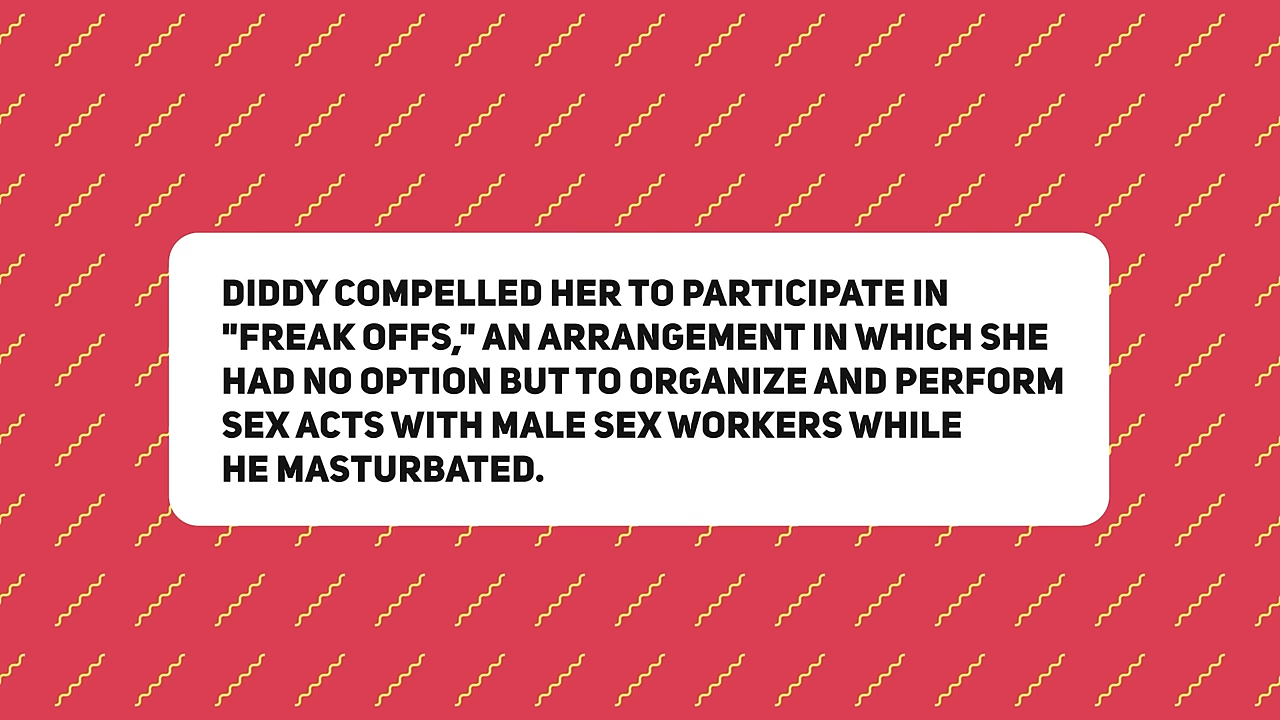 DIDDY COMPELLED HER TO PARTICIPATE IN
"FREAK OFFS," AN ARRANGEMENT IN WHICH SHE
HAD NO OPTION BUT TO ORGANIZE AND PERFORM
SEX ACTS WITH MALE SEX WORKERS WHILE
HE MASTURBATED.